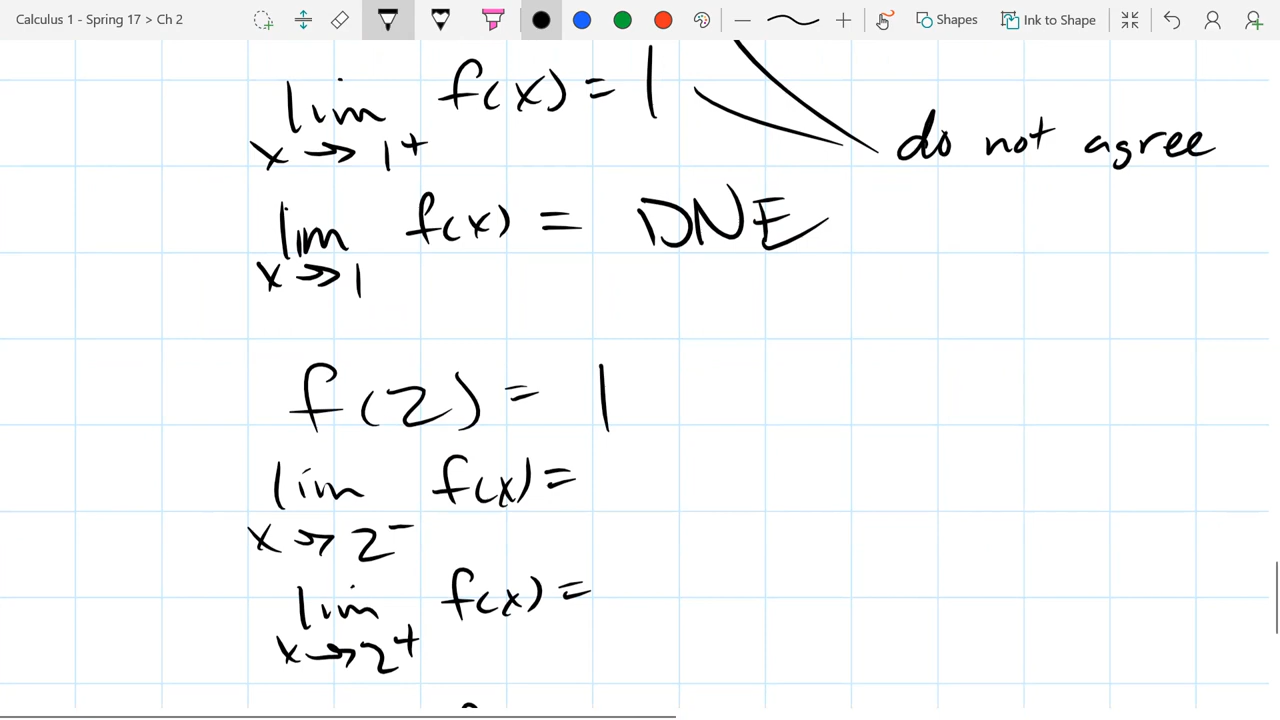 Calculus 1 - Spring 17 > Ch 2
Shapes
Ink to Shape
lim f(x) = 1
x → 1+
do not agree
lim f(x) = DNE
x → 1
f(2) = 1
lim f(x) =
x → 2-
lim f(x) =
x → 2+